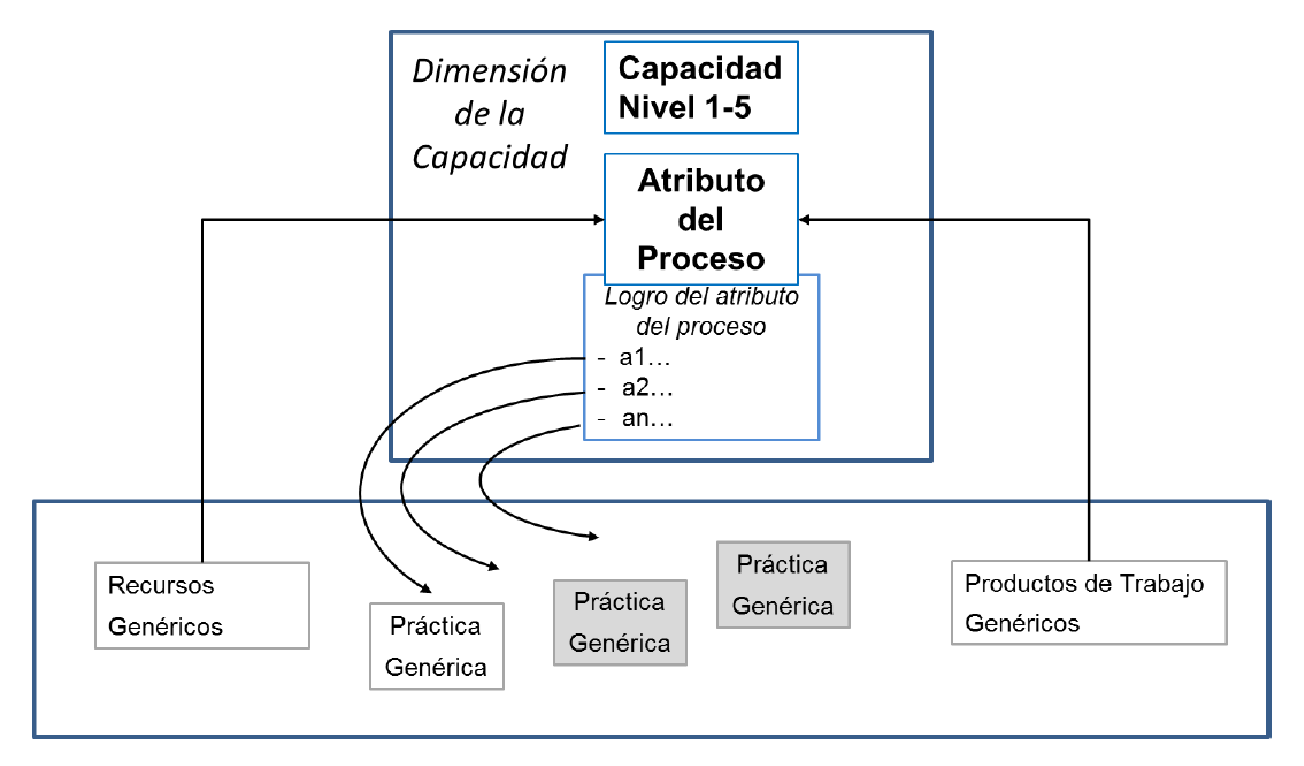 Dimensión
de la
Capacidad
Capacidad
Nivel 1-5
Atributo
del
Proceso
Logro del atributo
del proceso
- a1...
- a2...
- an...
Recursos
Genéricos
Práctica
Genérica
Práctica
Genérica
Práctica
Genérica
Productos de Trabajo
Genéricos